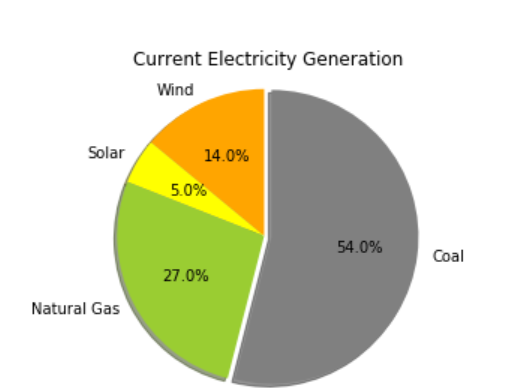 Current Electricity Generation
Wind
14.0%
Solar
5.0%
54.0%
Coal
27.0%
Natural Gas